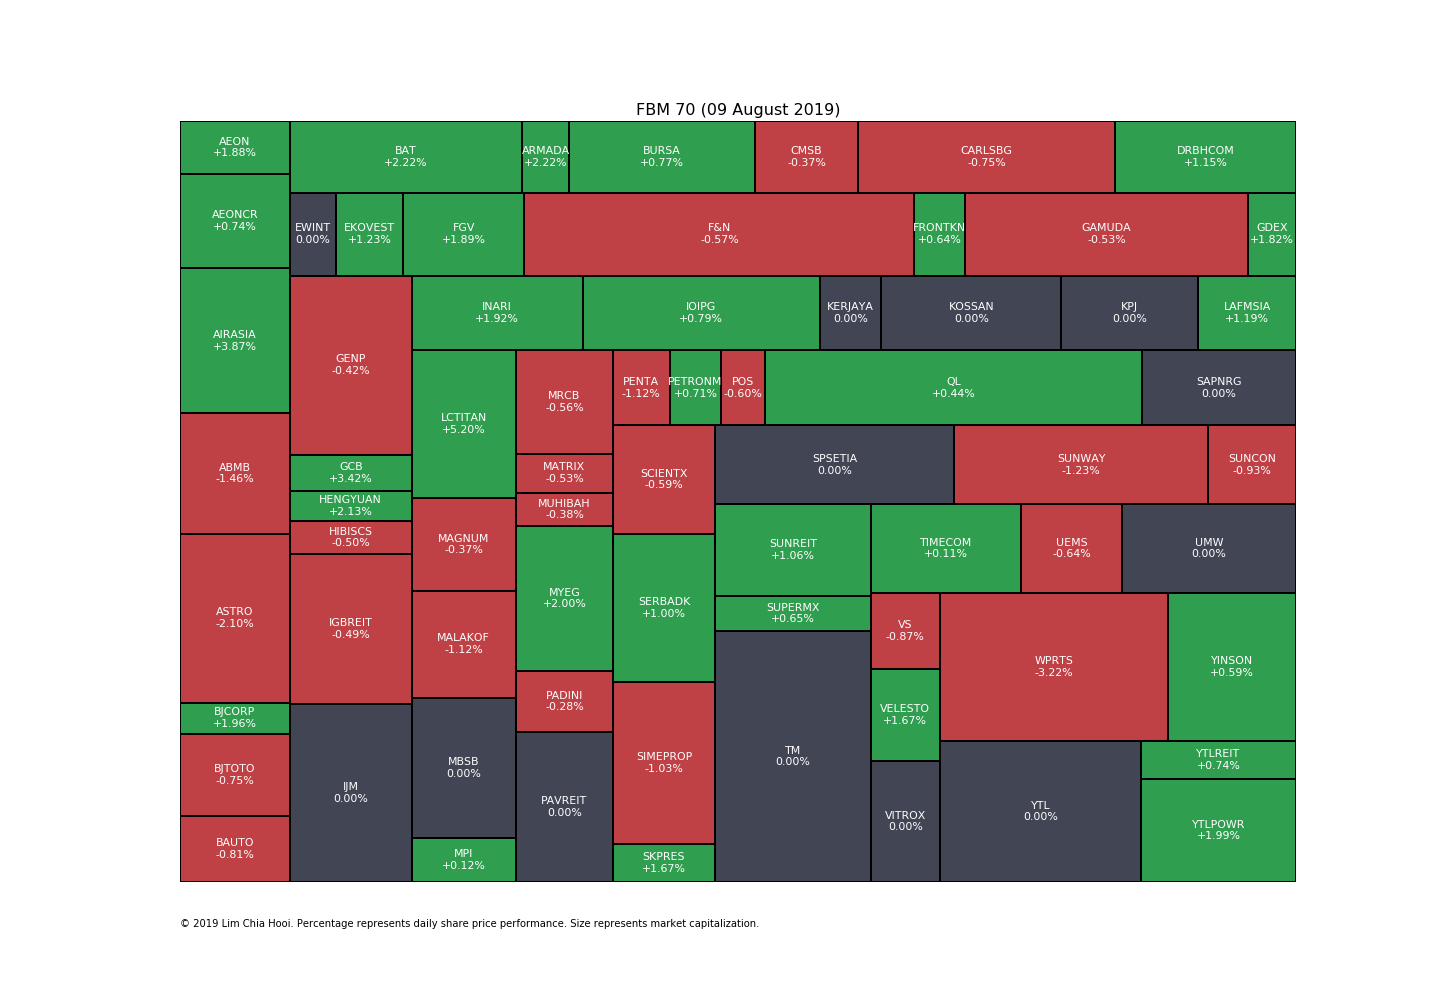 FBM 70 (09 August 2019)
AEON
+1.88%
AEONCR
+0.74%
AIRASIA
+3.87%
ABMB
-1.46%
ASTRO
-2.10%
BJCORP
+1.96%
BJTOTO
-0.75%
BAUTO
-0.81%
BAT
+2.22%
ARMADA
+2.22%
BURSA
+0.77%
CMSB
-0.37%
CARLSBG
-0.75%
DRBHCOM
+1.15%
EWINT
0.00%
EKOVEST
+1.23%
FGV
+1.89%
F&N
-0.57%
FRONTKN
+0.64%
GAMUDA
-0.53%
GDEX
+1.82%
GENP
-0.42%
GCB
+3.42%
HENGYUAN
+2.13%
HIBISCS
-0.50%
IGBREIT
-0.49%
IJM
0.00%
INARI
+1.92%
IOIPG
+0.79%
KERJAYA
0.00%
KOSSAN
0.00%
KPJ
0.00%
LAFMSIA
+1.19%
LCTITAN
+5.20%
MAGNUM
-0.37%
MALAKOF
-1.12%
MBSB
0.00%
MPI
+0.12%
MRCB
-0.56%
MATRIX
-0.53%
MUHIBAH
-0.38%
MYEG
+2.00%
PADINI
-0.28%
PAVREIT
0.00%
PENTA
-1.12%
PETRONM
+0.71%
POS
-0.60%
QL
+0.44%
SAPNRG
0.00%
SCIENTX
-0.59%
SERBADK
+1.00%
SIMEPROP
-1.03%
SKPRES
+1.67%
SPSETIA
0.00%
SUNWAY
-1.23%
SUNCON
-0.93%
SUNREIT
+1.06%
SUPERMX
+0.65%
TM
0.00%
TIMECOM
+0.11%
UEMS
-0.64%
UMW
0.00%
VS
-0.87%
VELESTO
+1.67%
VITROX
0.00%
WPRTS
-3.22%
YINSON
+0.59%
YTL
0.00%
YTLREIT
+0.74%
YTLPOWR
+1.99%
© 2019 Lim Chia Hooi. Percentage represents daily share price performance. Size represents market capitalization.